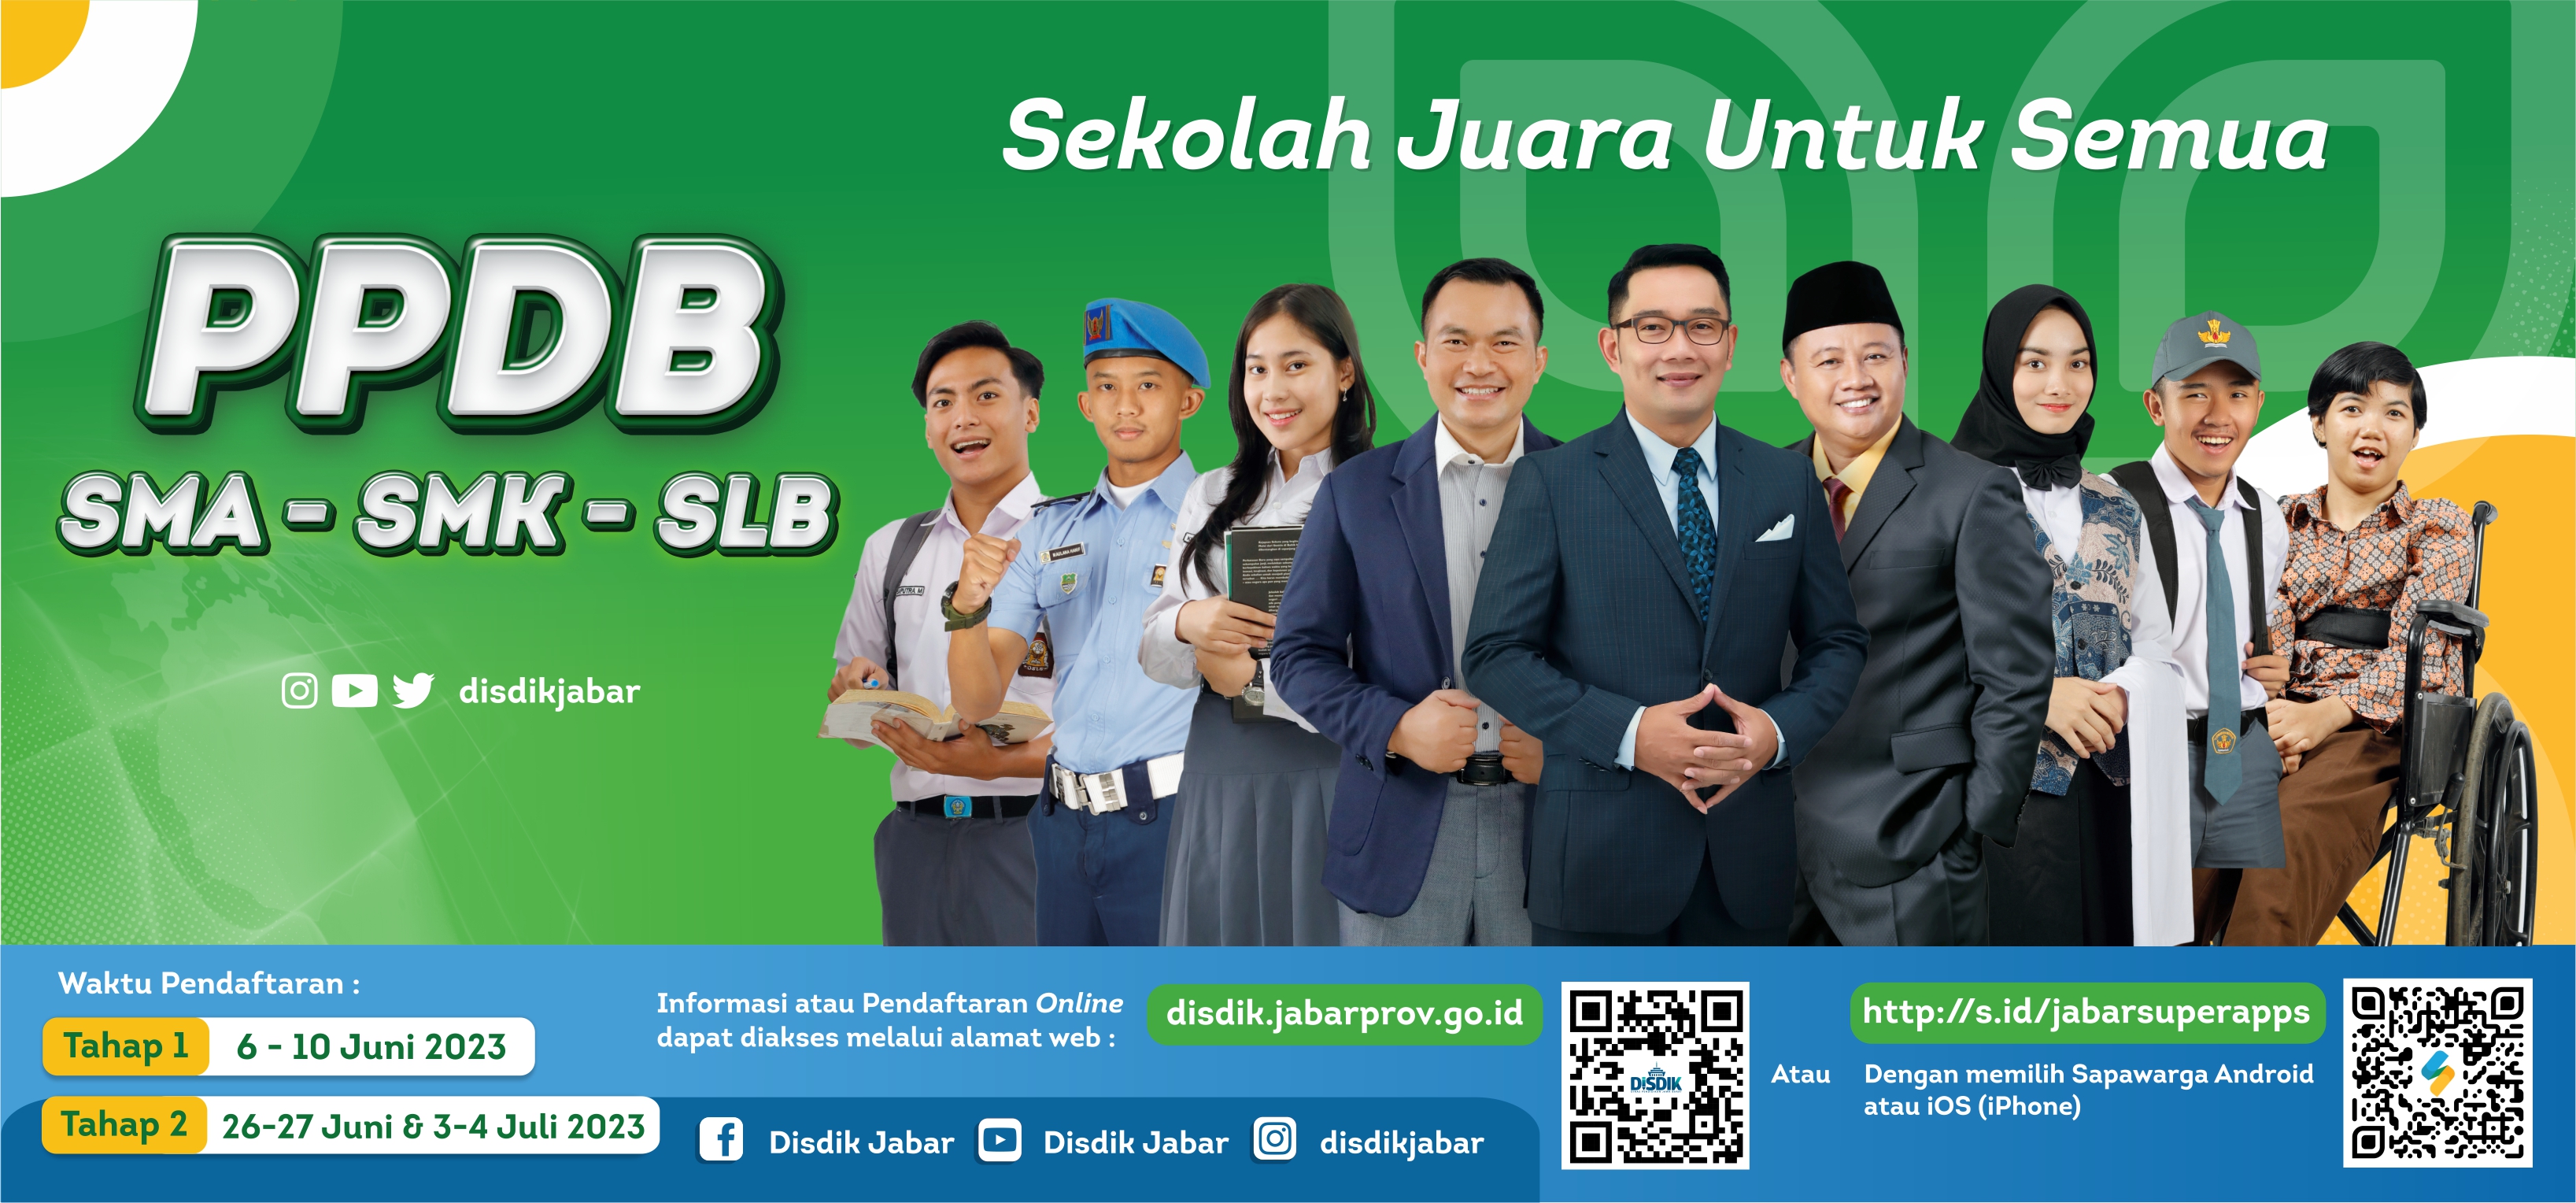 Sekolah Juara Untuk Semua
PPDB
SMA - SMK - SLB
disdikjabar
Waktu Pendaftaran :
Tahap 1 6 - 10 Juni 2023
Tahap 2 26-27 Juni & 3-4 Juli 2023
Informasi atau Pendaftaran Online
dapat diakses melalui alamat web :
disdik.jabarprov.go.id
Disdik Jabar
Disdik Jabar
disdikjabar
DISDIK
Atau
http://s.id/jabarsuperapps
Dengan memilih Sapawarga Android
atau iOS (iPhone)